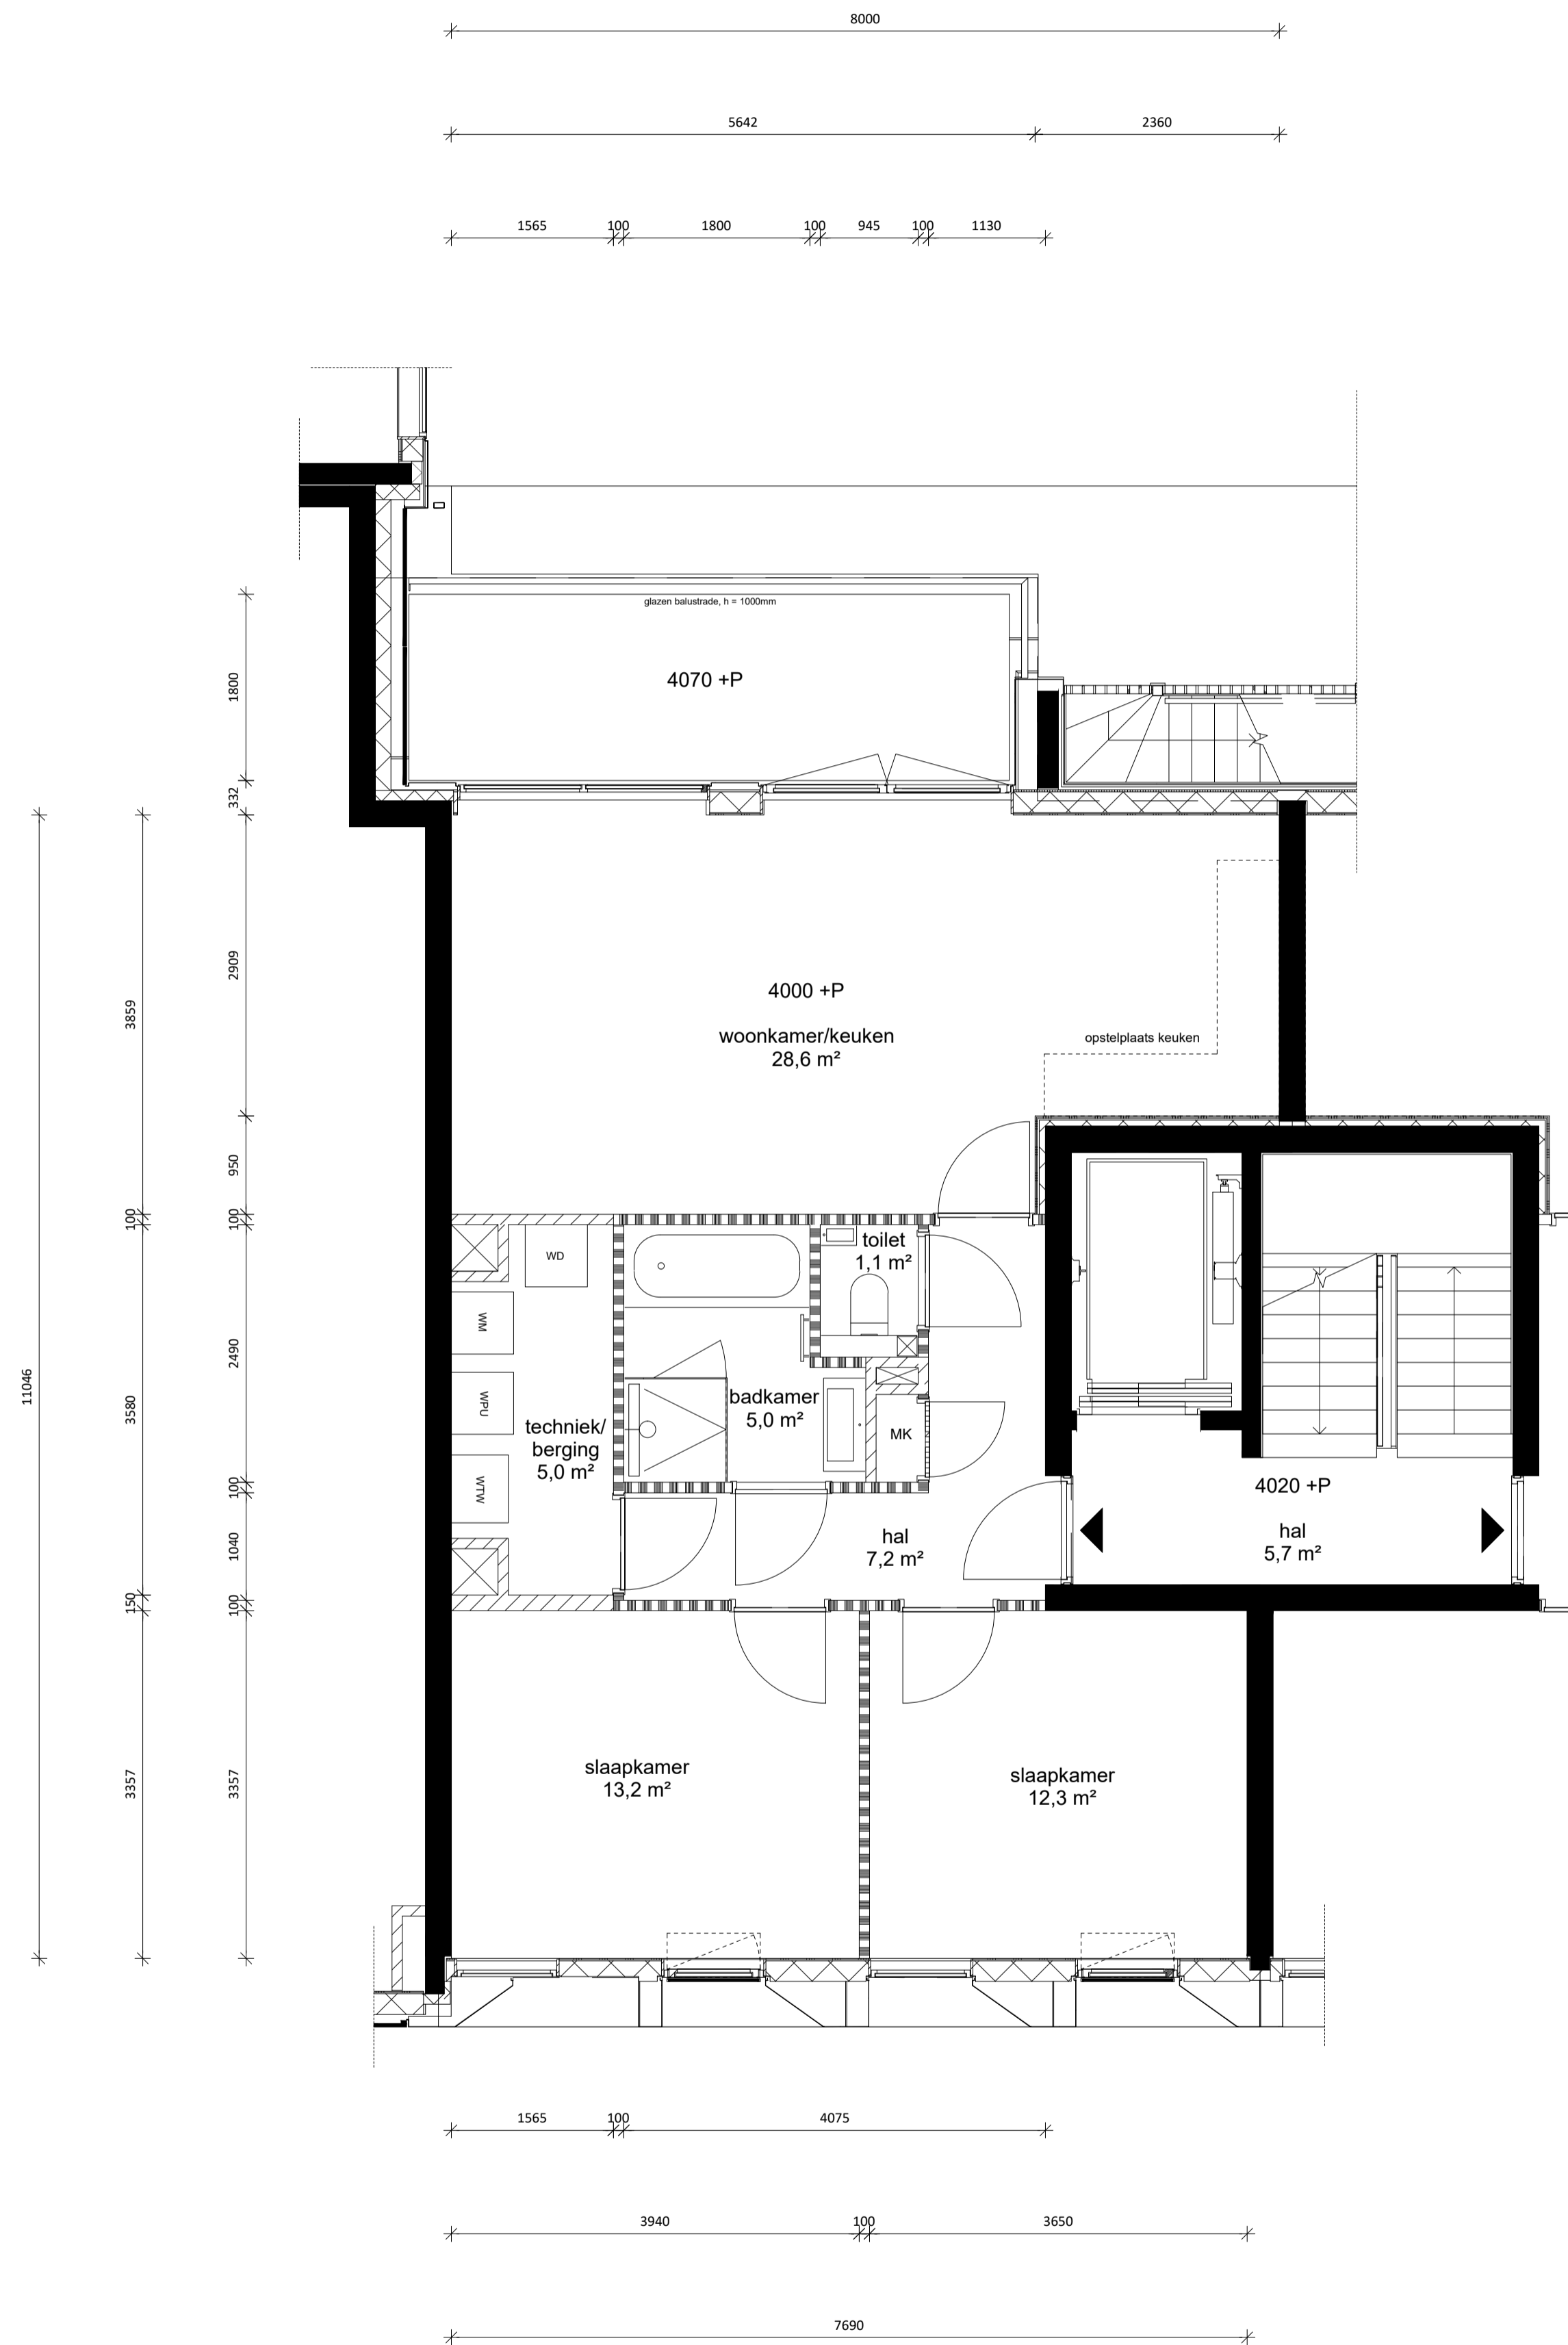 8000
5642
2360
1565
100
1800
100
945
100
1130
glazen balustrade, h = 1000mm
4070 +P
1800
332
2909
3859
950
100
100
4000 +P
woonkamer/keuken
28,6 m²
opstelplaats keuken
toilet
1,1 m²
WD
WM
WPU
WTW
2490
11046
3580
badkamer
5,0 m²
MK
techniek/
berging
5,0 m²
100
4020 +P
hal
5,7 m²
hal
7,2 m²
1040
150
100
slaapkamer
13,2 m²
slaapkamer
12,3 m²
3357
3357
1565
100
4075
3940
100
3650
7690